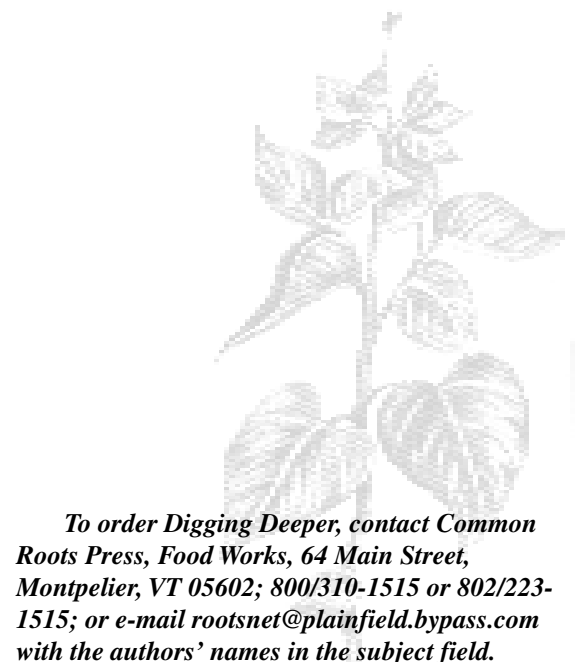 To order Digging Deeper, contact Common
Roots Press, Food Works, 64 Main Street,
Montpelier, VT 05602; 800/310-1515 or 802/223-
1515; or e-mail rootsnet@plainfield.bypass.com
with the authors’ names in the subject field.